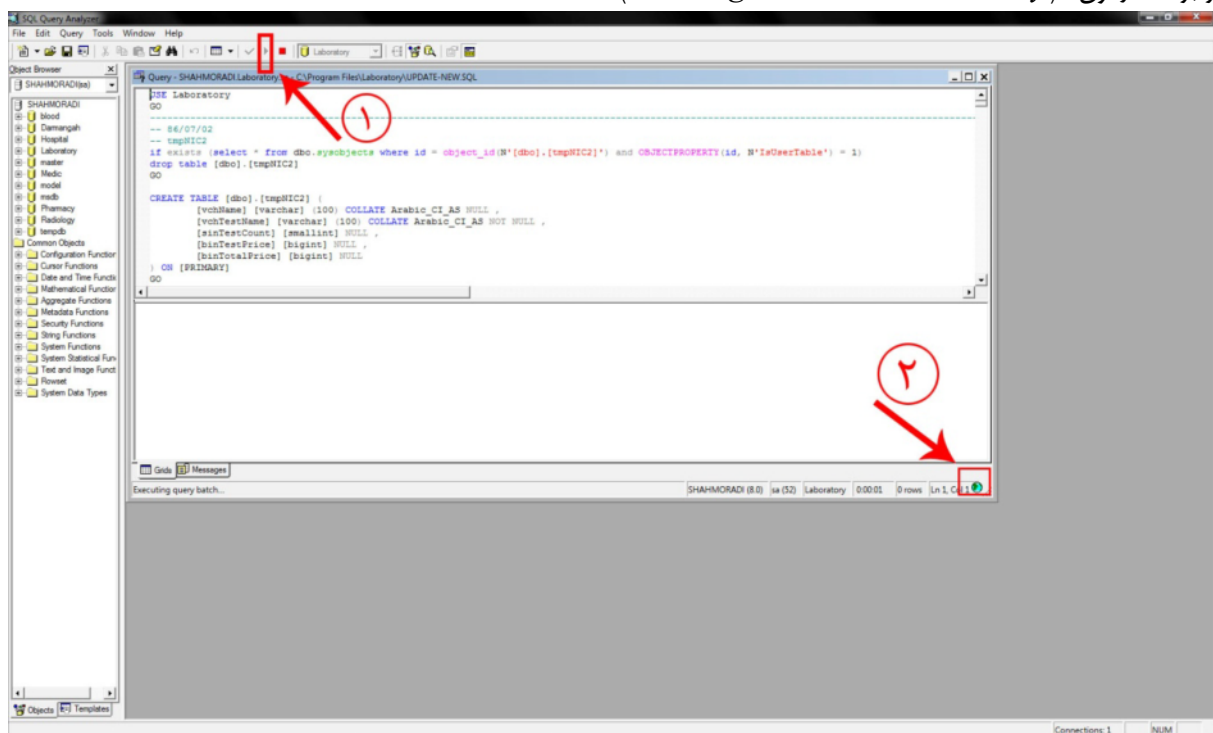 SQL Query Analyzer
File Edit Query Tools Window Help
Laboratory
Object Browser
SHAHMORADI(sa)
SHAHMORADI
blood
Darmangah
Hospital
Laboratory
master
Medic
model
msdb
Pharmacy
Radiology
tempdb
Common Objects
Configuration Function
Cursor Functions
Date and Time Functi
Mathematical Function
Aggregate Functions
Metadata Functions
Security Functions
String Functions
System Functions
System Statistical Fun
Text and Image Funct
Rowset
System Data Types
Objects Templates
Query - SHAHMORADI.Laboratory C:\Program Files\Laboratory\UPDATE-NEW.SQL
USE Laboratory
GO
-- 86/07/02
-- tmpNIC2
if exists (select * from dbo.sysobjects where id = object_id(N'[dbo].[tmpNIC2]') and OBJECTPROPERTY(id, N'IsUserTable') = 1)
drop table [dbo].[tmpNIC2]
GO
CREATE TABLE [dbo].[tmpNIC2] (
[vchName] [varchar] (100) COLLATE Arabic_CI_AS NULL ,
[vchTestName] [varchar] (100) COLLATE Arabic_CI_AS NOT NULL ,
[sinTestCount] [smallint] NULL ,
[binTestPrice] [bigint] NULL ,
[binTotalPrice] [bigint] NULL
) ON [PRIMARY]
GO
۱
۲
Grids Messages
Executing query batch... SHAHMORADI (8.0) sa (52) Laboratory 0:00:01 0 rows Ln 1, Col 1
Connections: 1 NUM